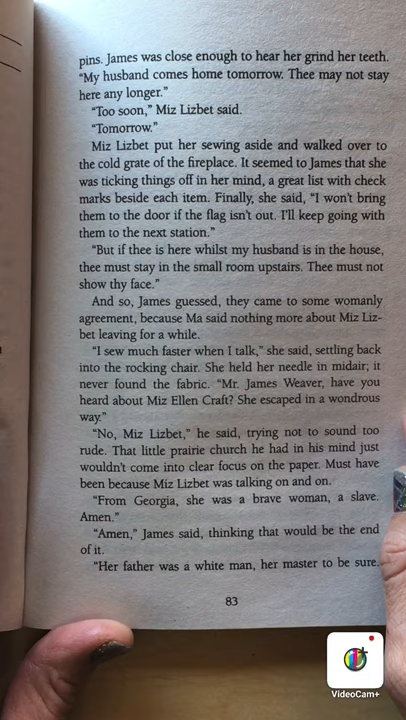 pins. James was close enough to hear her grind her teeth.
"My husband comes home tomorrow. Thee may not stay
here any longer."
"Too soon," Miz Lizbet said.
"Tomorrow."
Miz Lizbet put her sewing aside and walked over to
the cold grate of the fireplace. It seemed to James that she
was ticking things off in her mind, a great list with check
marks beside each item. Finally, she said, "I won't bring
them to the door if the flag isn't out. I'll keep going with
them to the next station."
"But if thee is here whilst my husband is in the house,
thee must stay in the small room upstairs. Thee must not
show thy face."
And so, James guessed, they came to some womanly
agreement, because Ma said nothing more about Miz Liz-
bet leaving for a while.
"I sew much faster when I talk," she said, settling back
into the rocking chair. She held her needle in midair; it
never found the fabric. "Mr. James Weaver, have you
heard about Miz Ellen Craft? She escaped in a wondrous
way."
"No, Miz Lizbet," he said, trying not to sound too
rude. That little prairie church he had in his mind just
wouldn't come into clear focus on the paper. Must have
been because Miz Lizbet was talking on and on.
"From Georgia, she was a brave woman, a slave.
Amen."
"Amen," James said, thinking that would be the end
of it.
"Her father was a white man, her master to be sure.
83
VideoCam+